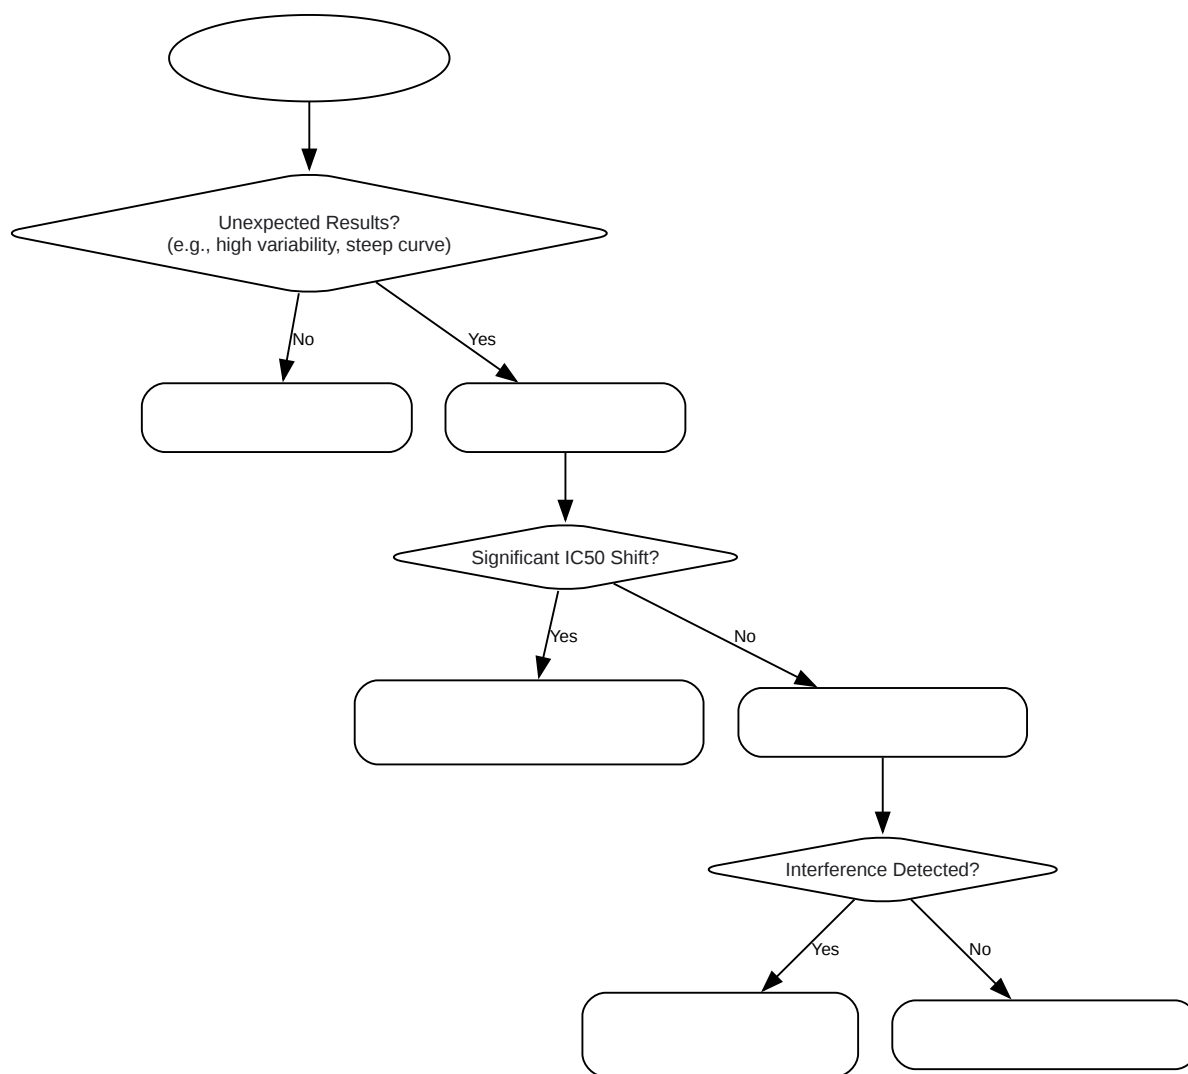 Unexpected Results?
(e.g., high variability, steep curve)
No
Yes
Significant IC50 Shift?
Yes
No
Interference Detected?
Yes
No